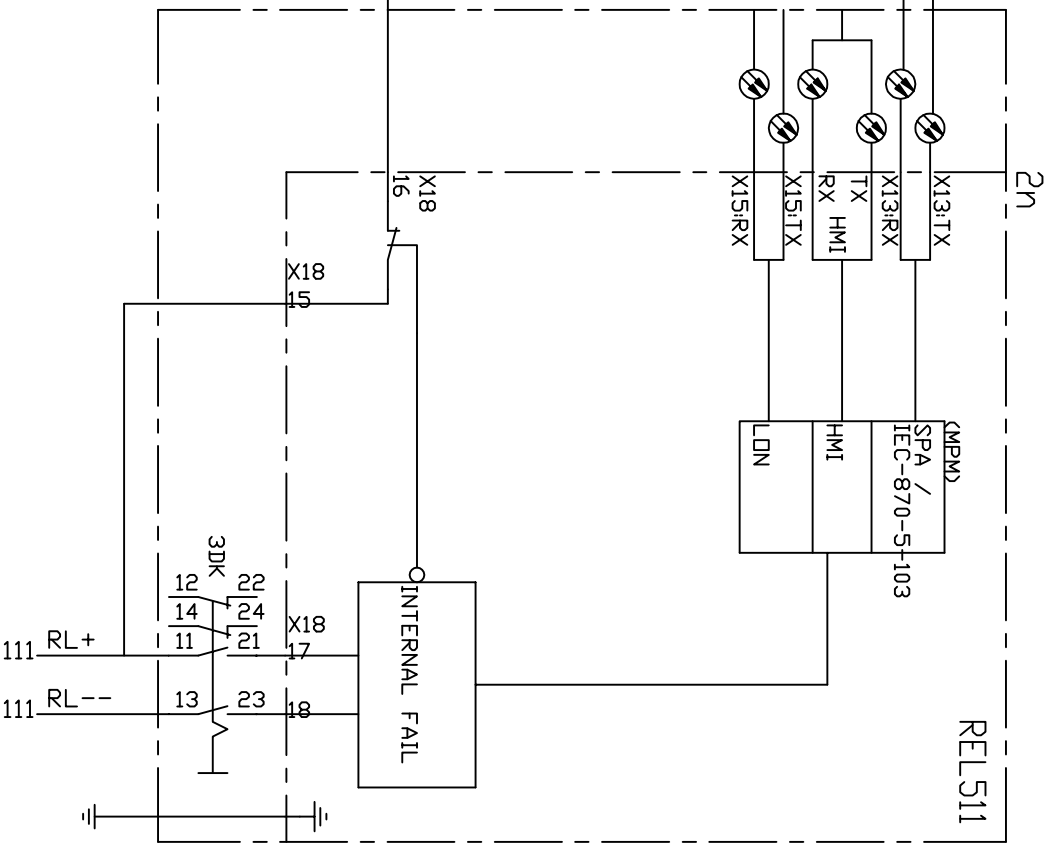 2n
X13:TX
X13:RX
TX
RX HMI
X15:TX
X15:RX
X18
16
X18
15
(MPM)
SPA /
IEC-870-5-103
HMI
LON
3DK
12 22
14 24
11 21
13 23
X18
17
18
111 RL+
111 RL--
INTERNAL FAIL
REL511